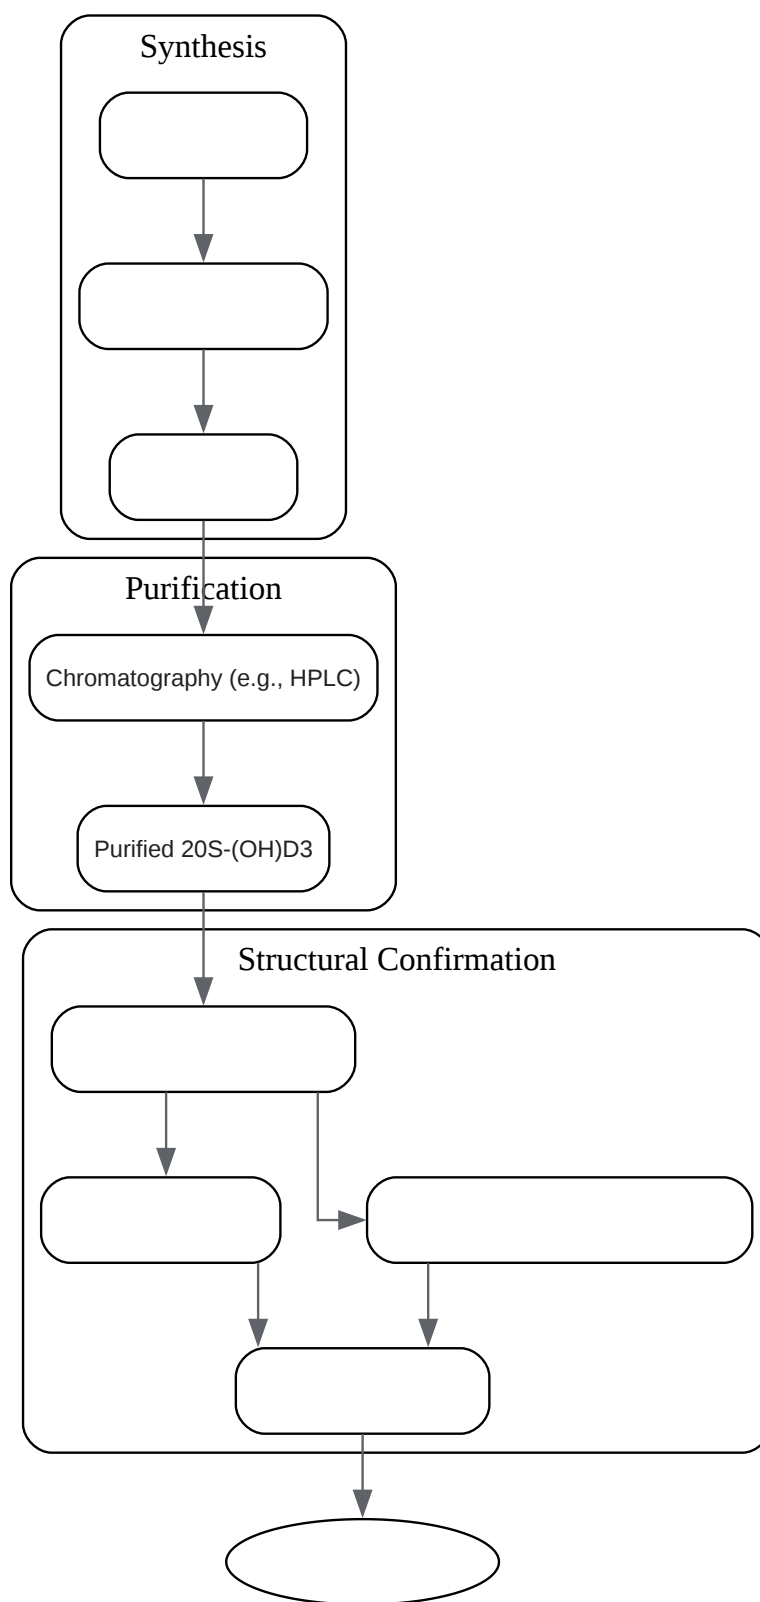 Synthesis
Purification
Chromatography (e.g., HPLC)
Purified 20S-(OH)D3
Structural Confirmation